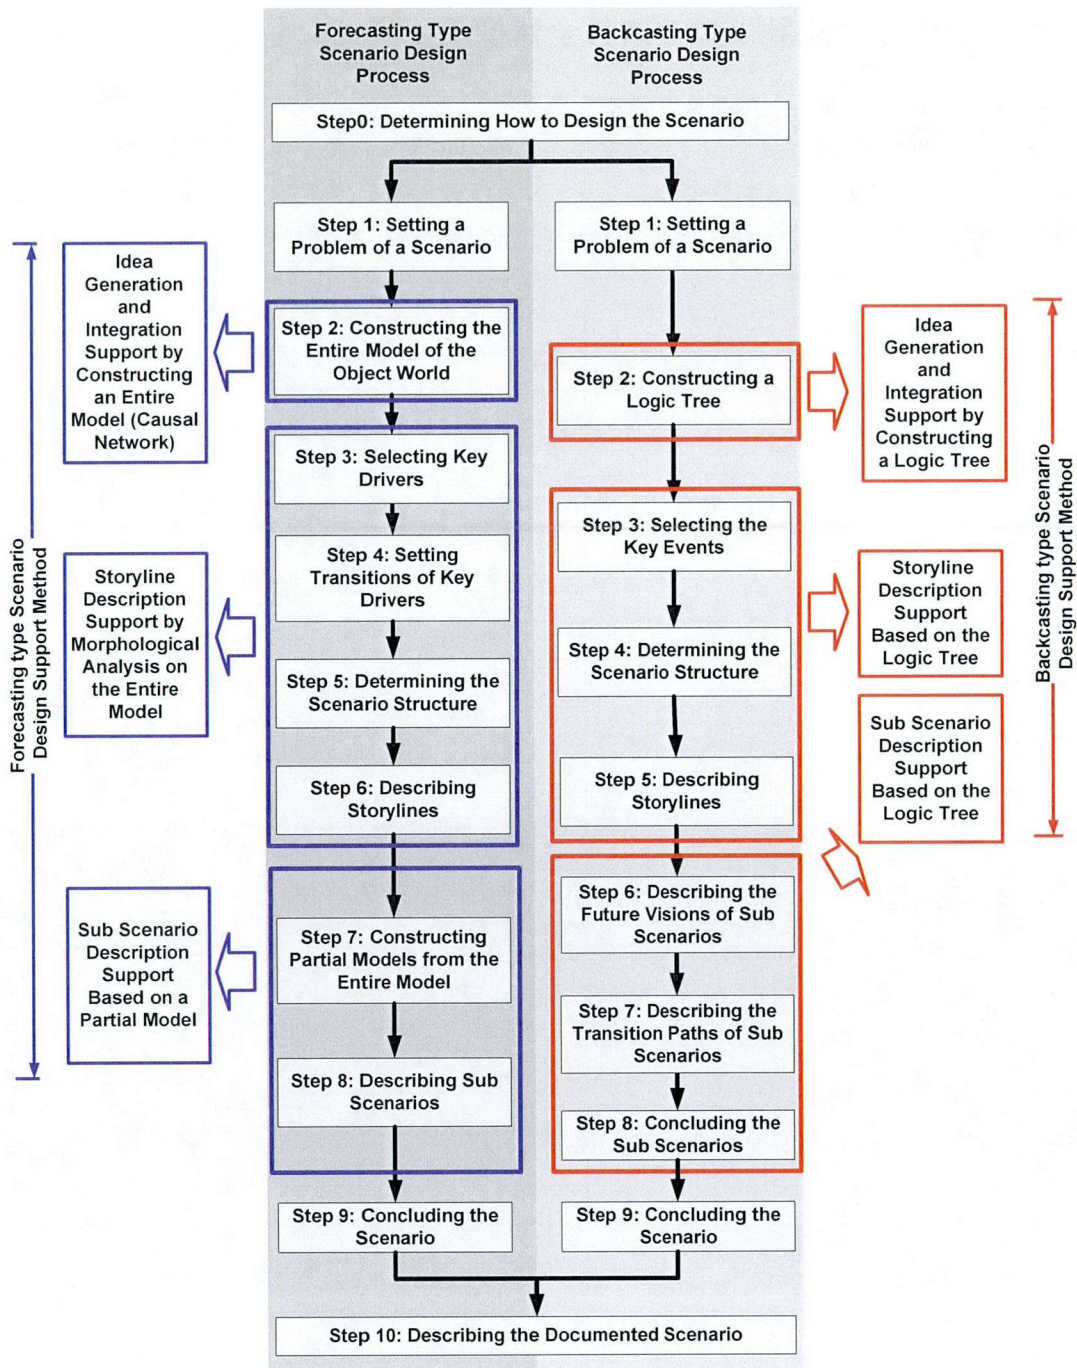 Forecasting Type
Scenario Design
Process
Backcasting Type
Scenario Design
Process
Step0: Determining How to Design the Scenario
Step 1: Setting a
Problem of a Scenario
Step 1: Setting a
Problem of a Scenario
Idea
Generation
and
Integration
Support by
Constructing
an Entire
Model (Causal
Network)
Step 2: Constructing the
Entire Model of the
Object World
Step 2: Constructing a
Logic Tree
Idea
Generation
and
Integration
Support by
Constructing
a Logic Tree
Step 3: Selecting Key
Drivers
Step 3: Selecting the
Key Events
Forecasting type Scenario
Design Support Method
Backcasting type Scenario
Design Support Method
Storyline
Description
Support by
Morphological
Analysis on
the Entire
Model
Step 4: Setting
Transitions of Key
Drivers
Storyline
Description
Support
Based on the
Logic Tree
Step 4: Determining the
Scenario Structure
Step 5: Determining the
Scenario Structure
Sub Scenario
Description
Support
Based on the
Logic Tree
Step 6: Describing
Storylines
Step 5: Describing
Storylines
Sub Scenario
Description
Support
Based on a
Partial Model
Step 7: Constructing
Partial Models from the
Entire Model
Step 6: Describing the
Future Visions of Sub
Scenarios
Step 7: Describing the
Transition Paths of Sub
Scenarios
Step 8: Describing Sub
Scenarios
Step 8: Concluding the
Sub Scenarios
Step 9: Concluding the
Scenario
Step 9: Concluding the
Scenario
Step 10: Describing the Documented Scenario